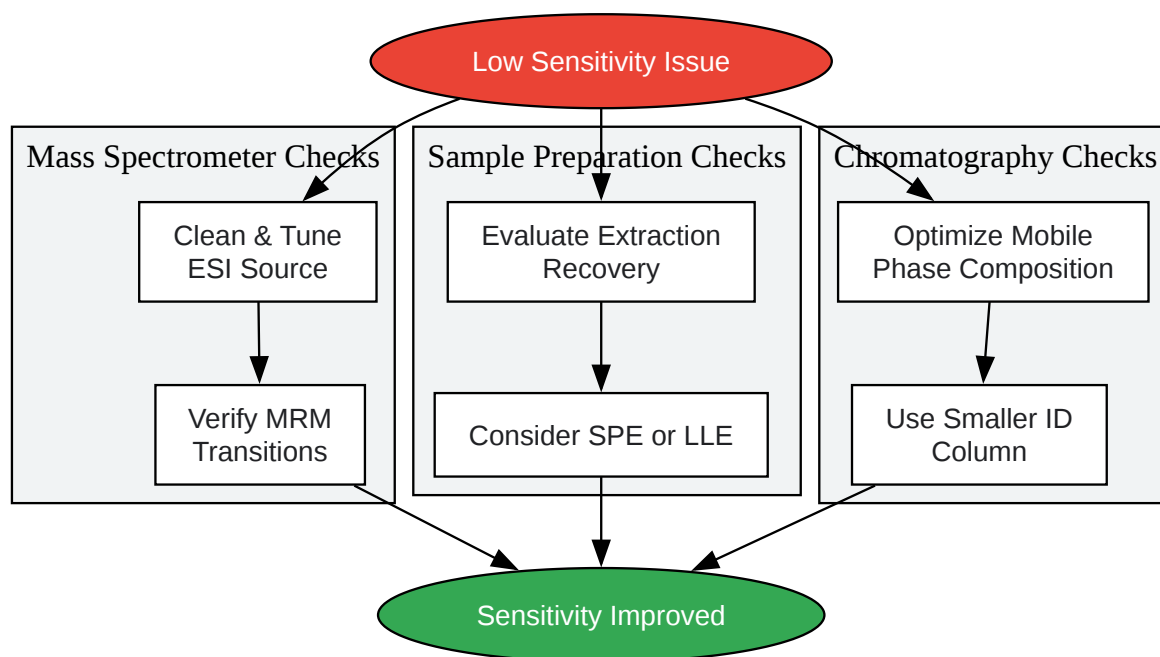 Low Sensitivity Issue
Mass Spectrometer Checks
Clean & Tune
ESI Source
Verify MRM
Transitions
Sample Preparation Checks
Evaluate Extraction
Recovery
Consider SPE or LLE
Chromatography Checks
Optimize Mobile
Phase Composition
Use Smaller ID
Column
Sensitivity Improved